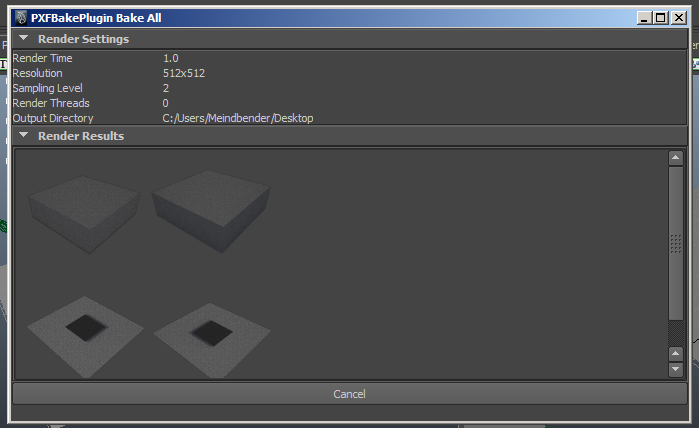 PXFBakePlugin Bake All
Render Settings
Render Time 1.0
Resolution 512x512
Sampling Level 2
Render Threads 0
Output Directory C:/Users/Meindbender/Desktop
Render Results
Cancel